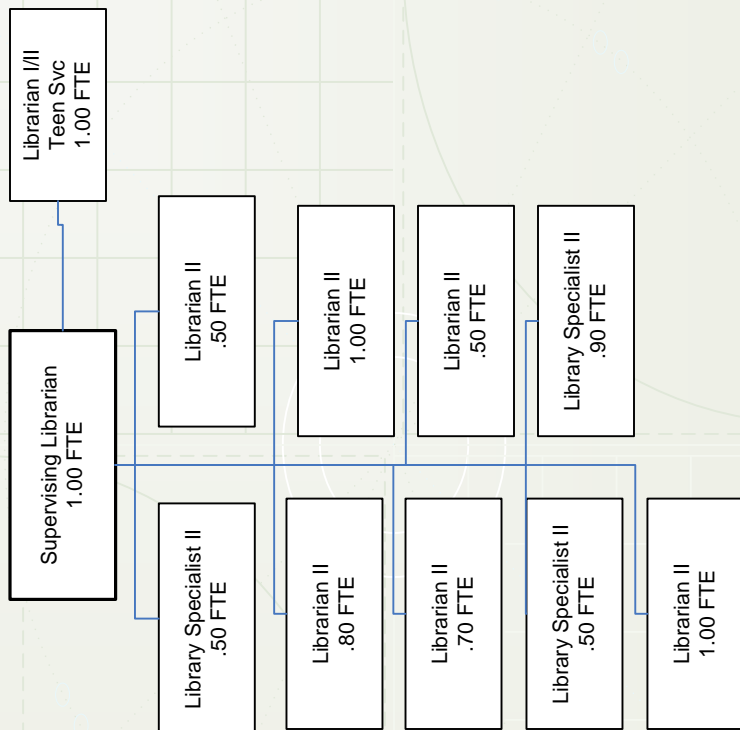 Librarian I/II
Teen Svc
1.00 FTE
Supervising Librarian
1.00 FTE
Librarian II
.50 FTE
Library Specialist II
.50 FTE
Librarian II
1.00 FTE
Librarian II
.80 FTE
Librarian II
.50 FTE
Librarian II
.70 FTE
Library Specialist II
.90 FTE
Library Specialist II
.50 FTE
Librarian II
1.00 FTE